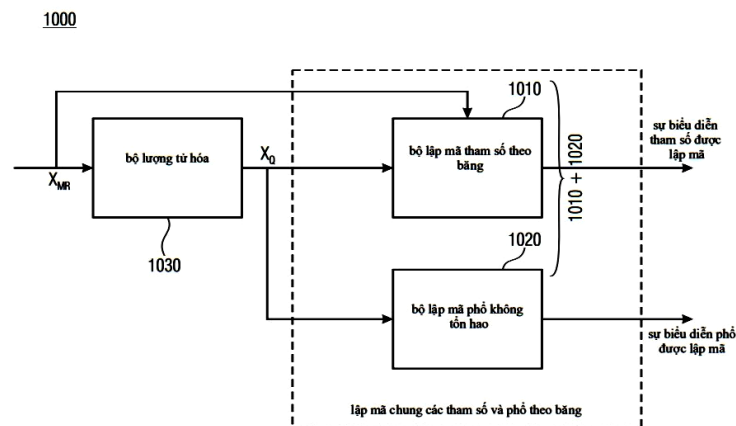 1000
1010
bộ lượng tử hóa
X_Q
bộ lập mã tham số theo
băng
1010 + 1020
sự biểu diễn
tham số được
lập mã
X_MR
1030
1020
bộ lập mã phổ không
tổn hao
sự biểu diễn phổ
được lập mã
lập mã chung các tham số và phổ theo băng